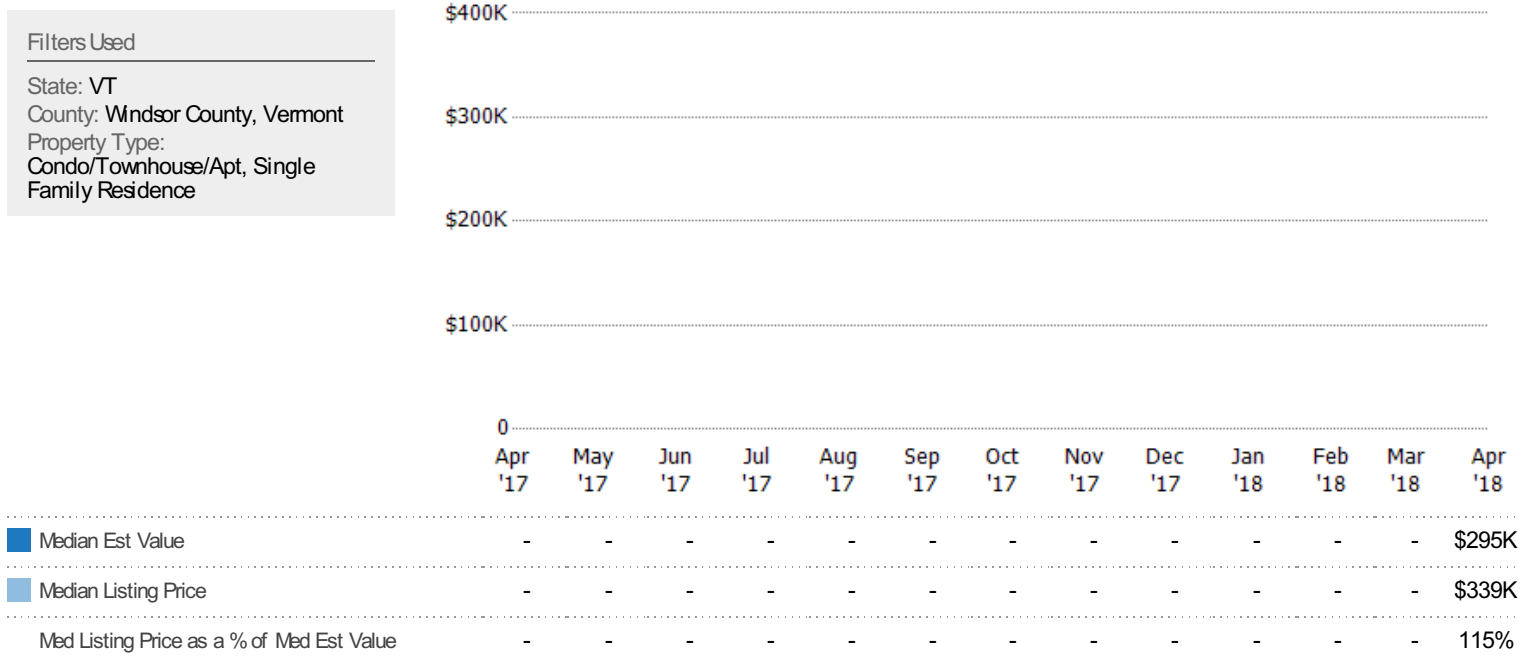 Filters Used
State: VT
County: Windsor County, Vermont
Property Type:
Condo/Townhouse/Apt, Single
Family Residence
$400K
$300K
$200K
$100K
0
Apr May Jun Jul Aug Sep Oct Nov Dec Jan Feb Mar Apr
'17 '17 '17 '17 '17 '17 '17 '17 '17 '18 '18 '18 '18
Median Est Value - - - - - - - - - - - - $295K
Median Listing Price - - - - - - - - - - - - $339K
Med Listing Price as a % of Med Est Value - - - - - - - - - - - - 115%